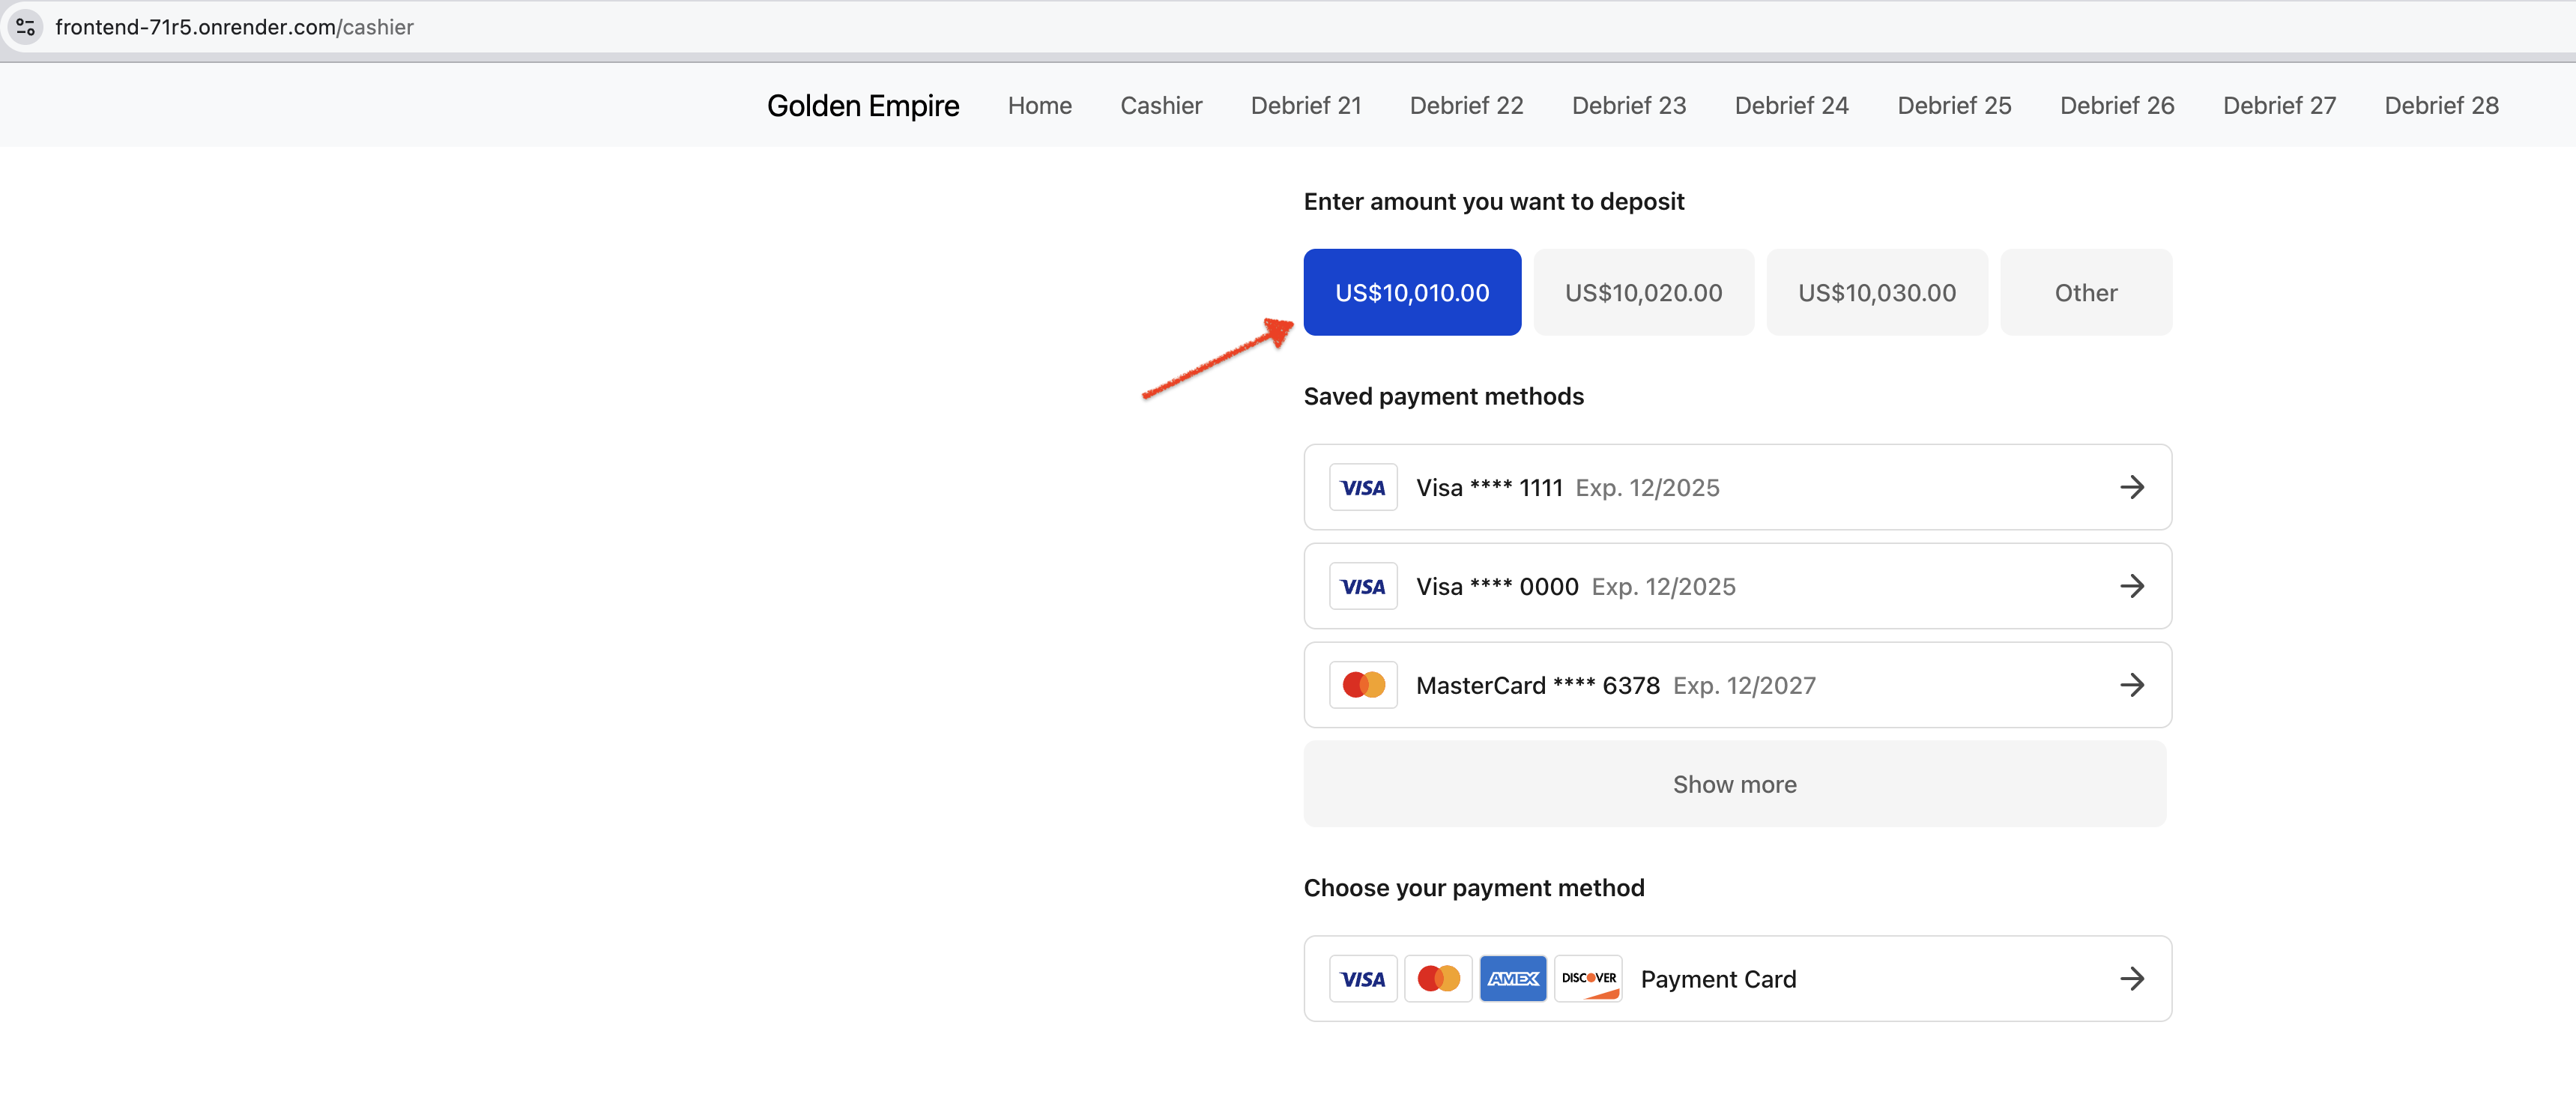 frontend-71r5.onrender.com/cashier
Golden Empire Home Cashier Debrief 21 Debrief 22 Debrief 23 Debrief 24 Debrief 25 Debrief 26 Debrief 27 Debrief 28
Enter amount you want to deposit
US$10,010.00 US$10,020.00 US$10,030.00 Other
Saved payment methods
VISA Visa **** 1111 Exp. 12/2025
VISA Visa **** 0000 Exp. 12/2025
MasterCard **** 6378 Exp. 12/2027
Show more
Choose your payment method
VISA AMEX DISCOVER Payment Card